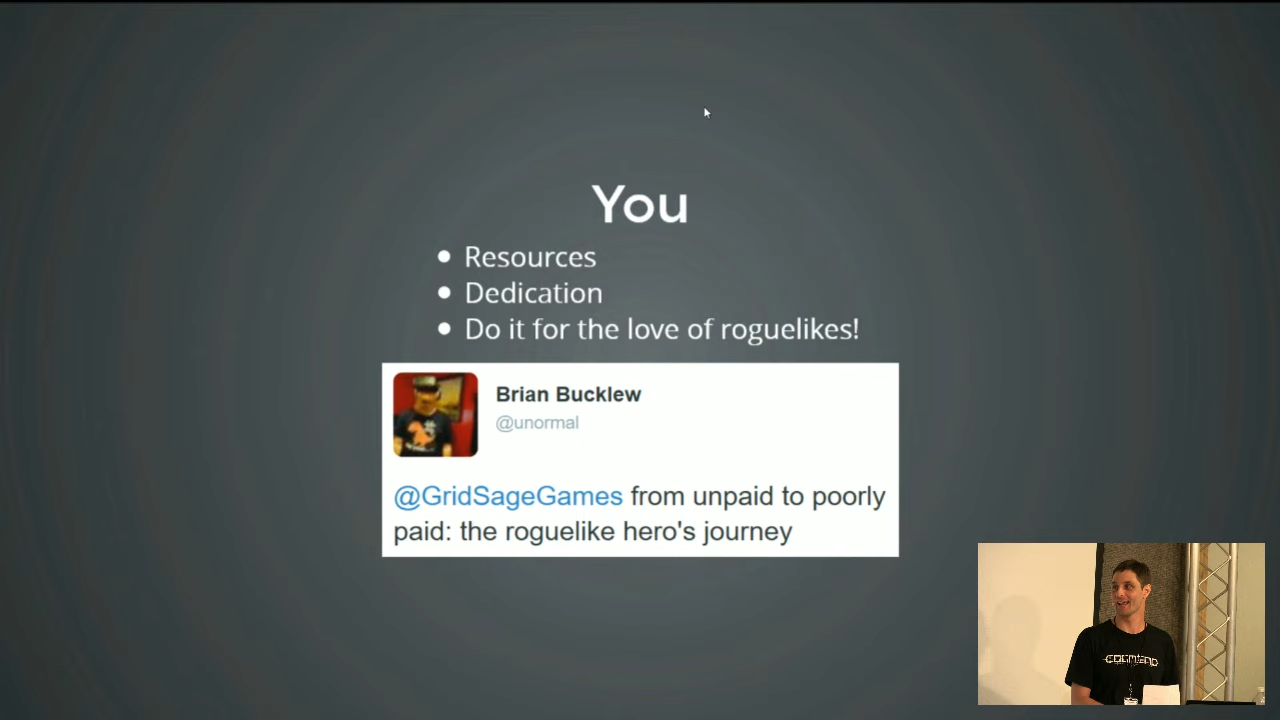 You
Resources
Dedication
Do it for the love of roguelikes!
Brian Bucklew
@unormal
@GridSageGames from unpaid to poorly
paid: the roguelike hero's journey
COGMIND